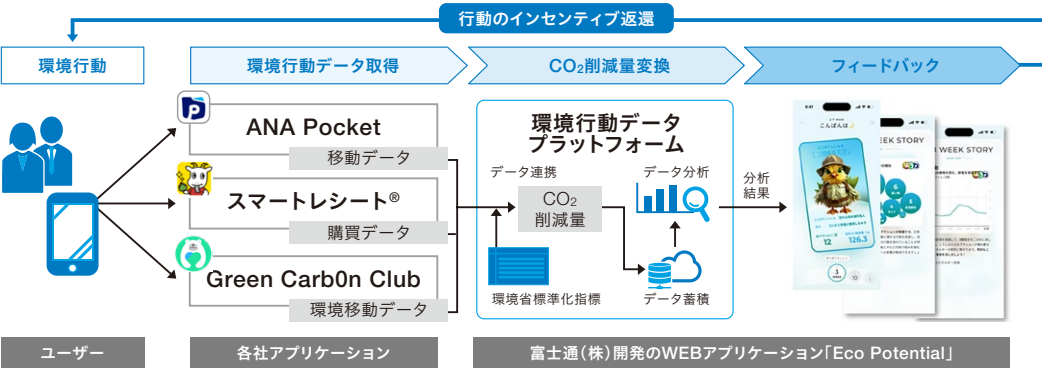 行動のインセンティブ返還
環境行動
環境行動データ取得
CO₂削減量変換
フィードバック
ANA Pocket
移動データ
スマートレシート®
購買データ
Green Carb0n Club
環境移動データ
環境行動データ
プラットフォーム
データ連携
CO₂
削減量
環境省標準化指標
データ分析
データ蓄積
分析
結果
こんばんは
12
126.3
WEEK STORY
ユーザー
各社アプリケーション
富士通(株)開発のWEBアプリケーション「Eco Potential」